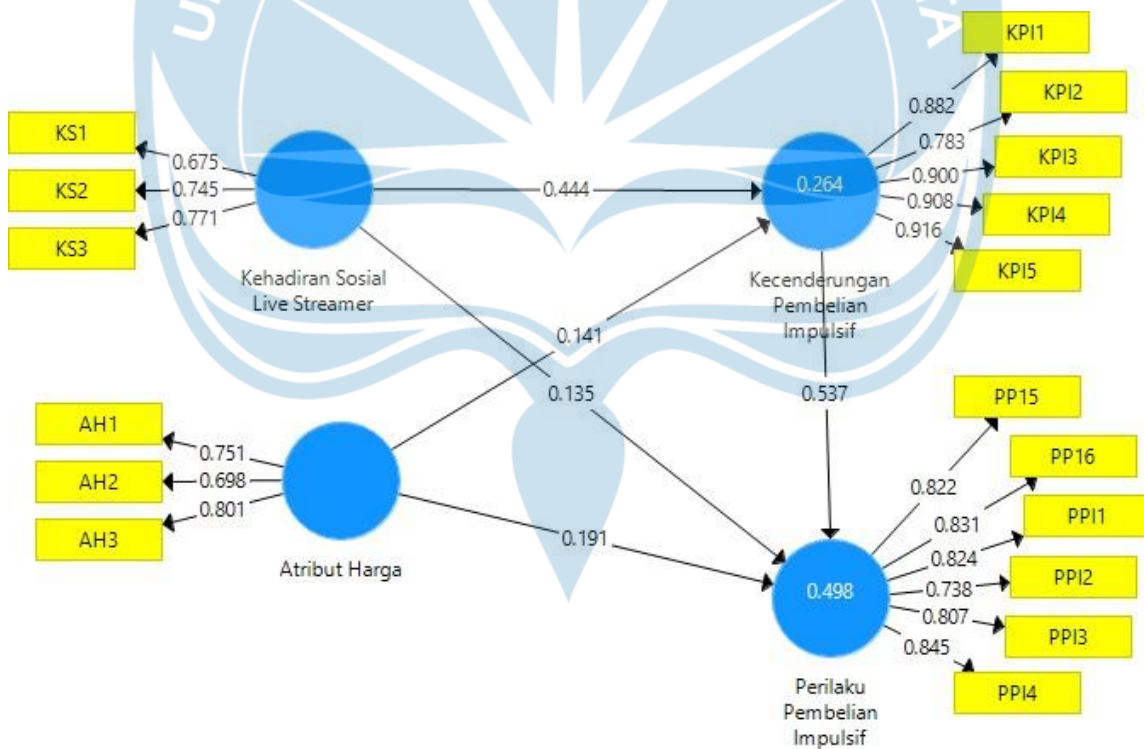 U
TA
KS1
0.675
KS2
0.745
KS3
0.771
Kehadiran Sosial
Live Streamer
0.444
0.264
Kecenderungan
Pembelian
Impulsif
KPI1
0.882
KPI2
0.783
KPI3
0.900
KPI4
0.908
KPI5
0.916
0.141
0.135
0.537
AH1
0.751
AH2
0.698
AH3
0.801
Atribut Harga
0.191
0.498
Perilaku
Pembelian
Impulsif
PP15
0.822
PP16
0.831
PPI1
0.824
PPI2
0.738
PPI3
0.807
PPI4
0.845